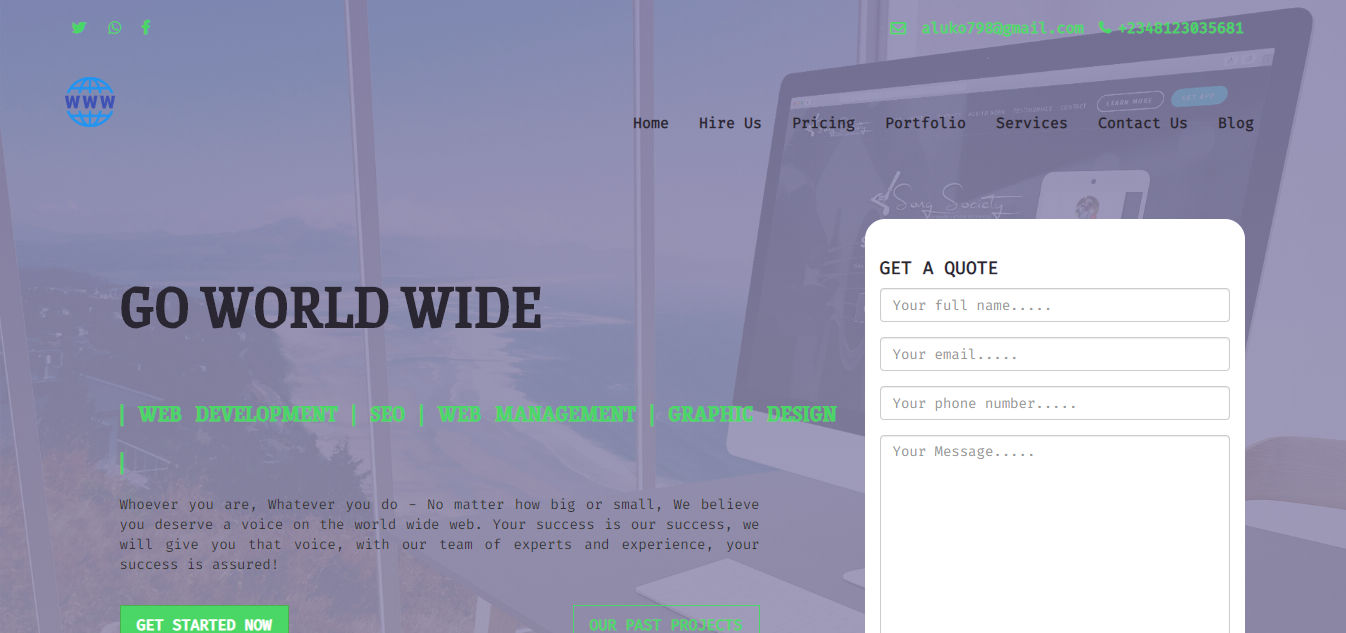 aluko798@gmail.com +2348123035681
WWW
Home Hire Us Pricing Portfolio Services Contact Us Blog
LEARN MORE
Song Society
GO WORLD WIDE
| WEB DEVELOPMENT | SEO | WEB MANAGEMENT | GRAPHIC DESIGN
|
Whoever you are, Whatever you do - No matter how big or small, We believe
you deserve a voice on the world wide web. Your success is our success, we
will give you that voice, with our team of experts and experience, your
success is assured!
GET STARTED NOW
OUR PAST PROJECTS
GET A QUOTE
Your full name.....
Your email.....
Your phone number.....
Your Message.....